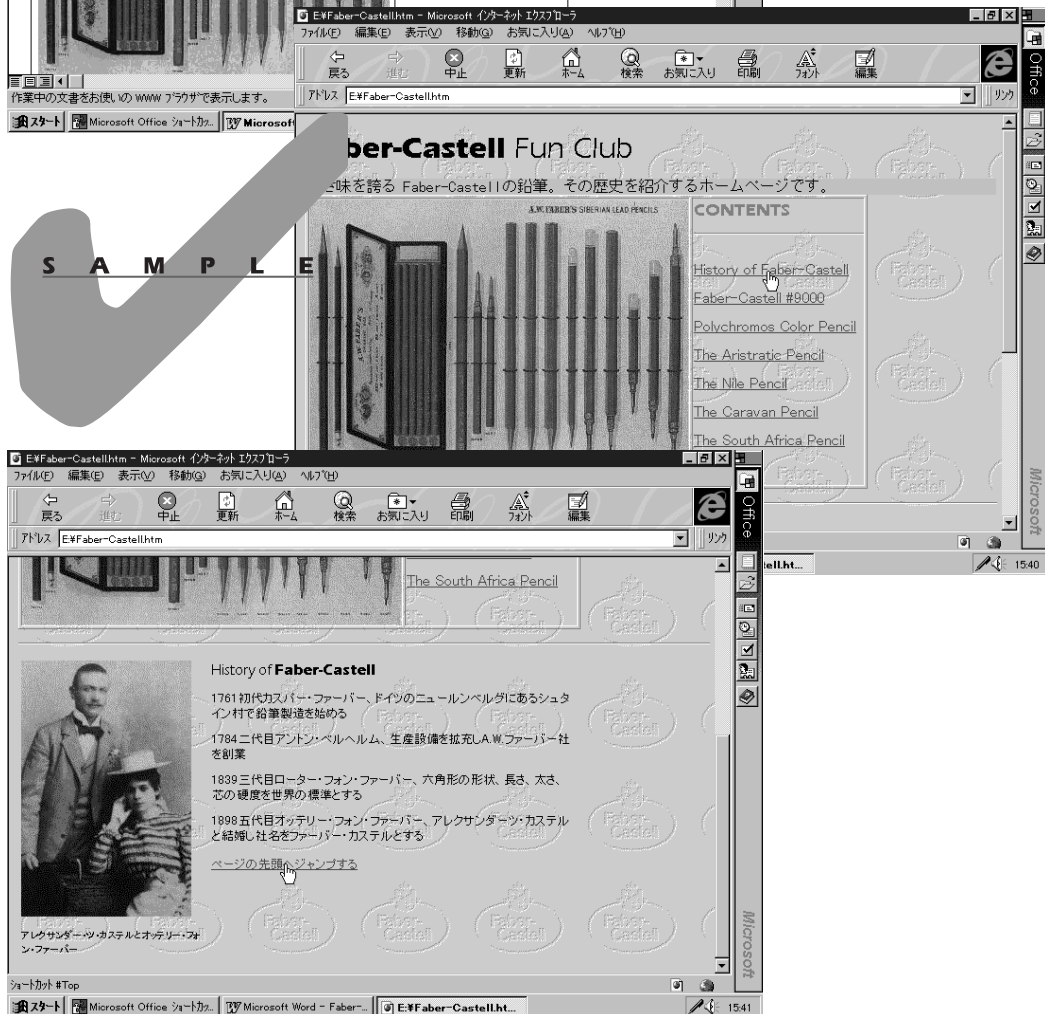 作業中の文書をお使いの WWW ブラウザで表示します。
スタート Microsoft Office ショートカッ... Microsoft
E:¥Faber-Castell.htm - Microsoft インターネット エクスプローラ
ファイル(F) 編集(E) 表示(V) 移動(G) お気に入り(A) ヘルプ(H)
戻る 進む 中止 更新 ホーム 検索 お気に入り 印刷 フォント 編集
アドレス E:¥Faber-Castell.htm リンク
Office
ber-Castell Fun Club
味を誇る Faber-Castellの鉛筆。その歴史を紹介するホームページです。
A.W. FABER'S SIBERIAN LEAD PENCILS
CONTENTS
History of Faber-Castell
Faber-Castell #9000
Polychromos Color Pencil
The Aristratic Pencil
The Nile Pencil
The Caravan Pencil
The South Africa Pencil
Microsoft
tell.ht... 15:40
SAMPLE
E:¥Faber-Castell.htm - Microsoft インターネット エクスプローラ
ファイル(F) 編集(E) 表示(V) 移動(G) お気に入り(A) ヘルプ(H)
戻る 進む 中止 更新 ホーム 検索 お気に入り 印刷 フォント 編集
アドレス E:¥Faber-Castell.htm リンク
Office
The South Africa Pencil
History of Faber-Castell
1761初代カスパー・ファーバー、ドイツのニュールンベルグにあるシュタ
イン村で鉛筆製造を始める
1784二代目アントン・ベルヘルム、生産設備を拡充しA.W.ファーバー社
を創業
1839三代目ローター・フォン・ファーバー、六角形の形状、長さ、太さ、
芯の硬度を世界の標準とする
1898五代目オッテリー・フォン・ファーバー、アレクサンダーツ・カステル
と結婚し社名をファーバー・カステルとする
ページの先頭へジャンプする
アレクサンダー・ツ・カステルとオッテリー・フォ
ン・ファーバー
Faber-Castell
Microsoft
ショートカット #Top
スタート Microsoft Office ショートカッ... Microsoft Word - Faber-... E:¥Faber-Castell.ht... 15:41